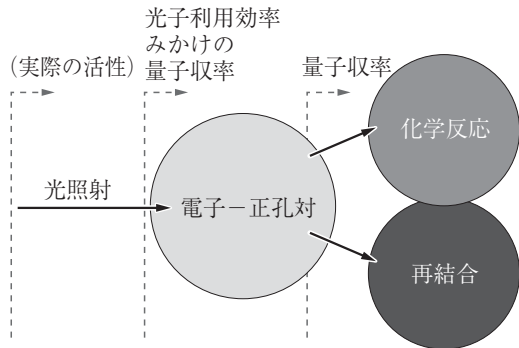 光子利用効率
みかけの
(実際の活性)
量子収率
量子収率
化学反応
光照射
電子－正孔対
再結合